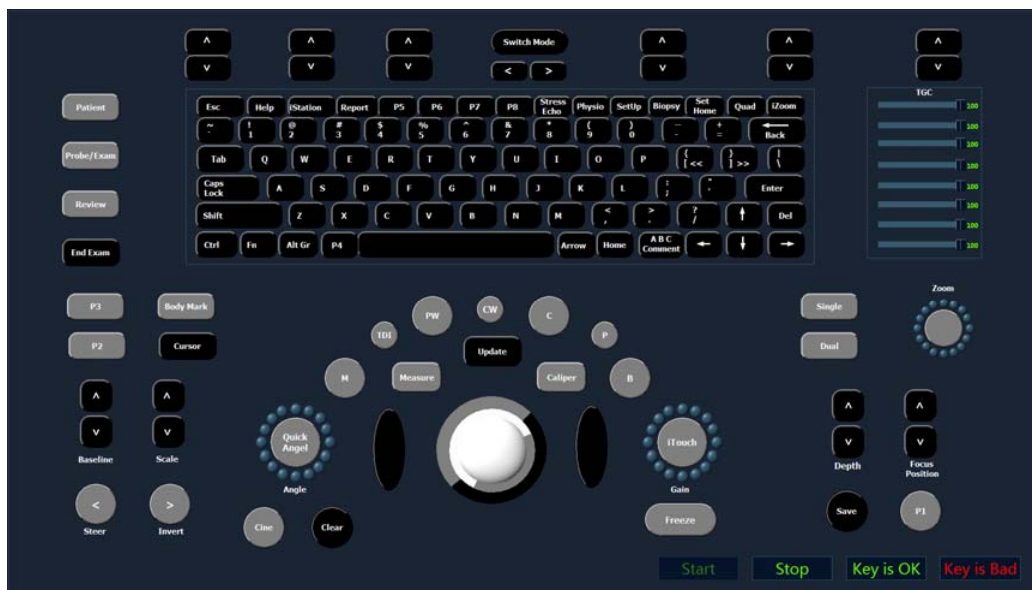 Switch Mode
Patient
Probe/Exam
Review
End Exam
Esc Help iStation Report P5 P6 P7 P8 Stress Echo Physio SetUp Biopsy Set Home Quad iZoom
~ ` ! 1 @ 2 # 3 $ 4 % 5 ^ 6 & 7 * 8 ( 9 ) 0 - + = Back
Tab Q W E R T Y U I O P { [ << } ] >> | \
Caps Lock A S D F G H J K L : ; " ' Enter
Shift Z X C V B N M < , > . ? / Del
Ctrl Fn Alt Gr P4 Arrow Home A B C Comment
TGC
100
100
100
100
100
100
100
100
P3 Body Mark
P2 Cursor
Baseline Scale
< >
Steer Invert
M TDI PW CW C P B
Update
Measure Caliper
Quick Angel
Angle
Cine Clear
iTouch
Gain
Freeze
Single
Dual
Zoom
Depth Focus Position
Save P1
Start Stop Key is OK Key is Bad